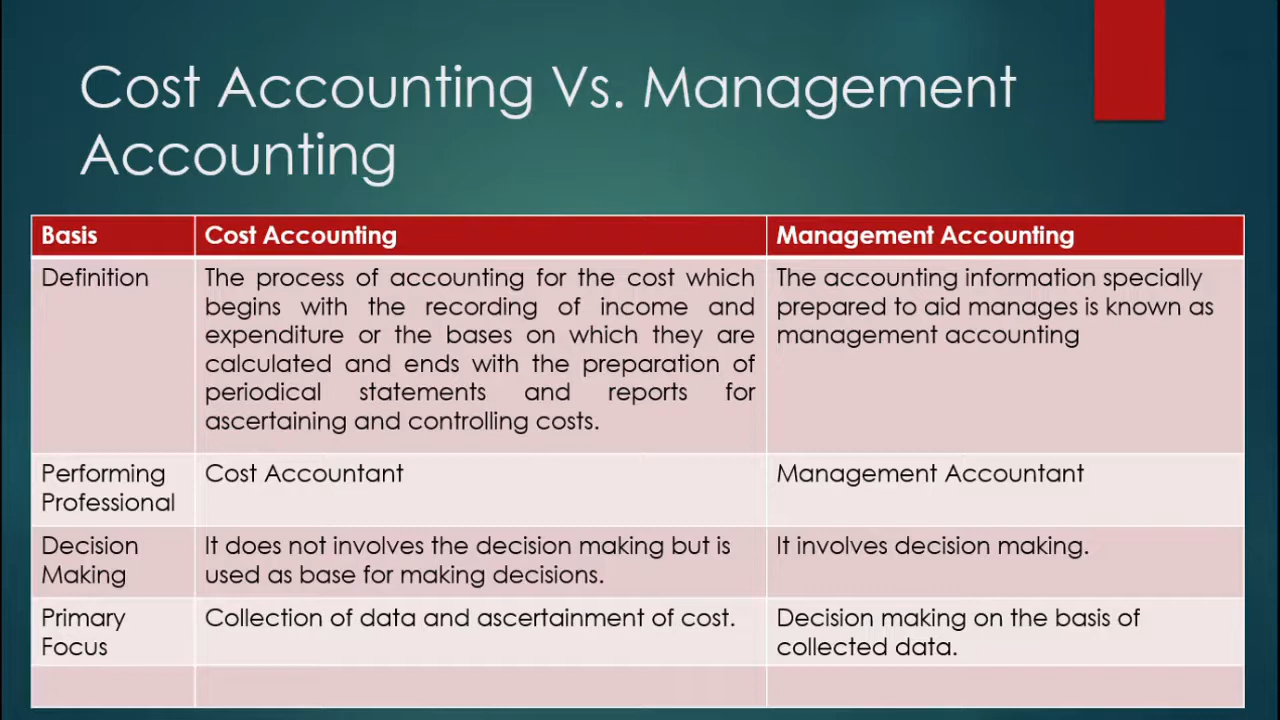 Cost Accounting Vs. Management
Accounting
Basis
Cost Accounting
Management Accounting
Definition
The process of accounting for the cost which
begins with the recording of income and
expenditure or the bases on which they are
calculated and ends with the preparation of
periodical statements and reports for
ascertaining and controlling costs.
The accounting information specially
prepared to aid manages is known as
management accounting
Performing
Professional
Cost Accountant
Management Accountant
Decision
Making
It does not involves the decision making but is
used as base for making decisions.
It involves decision making.
Primary
Focus
Collection of data and ascertainment of cost.
Decision making on the basis of
collected data.